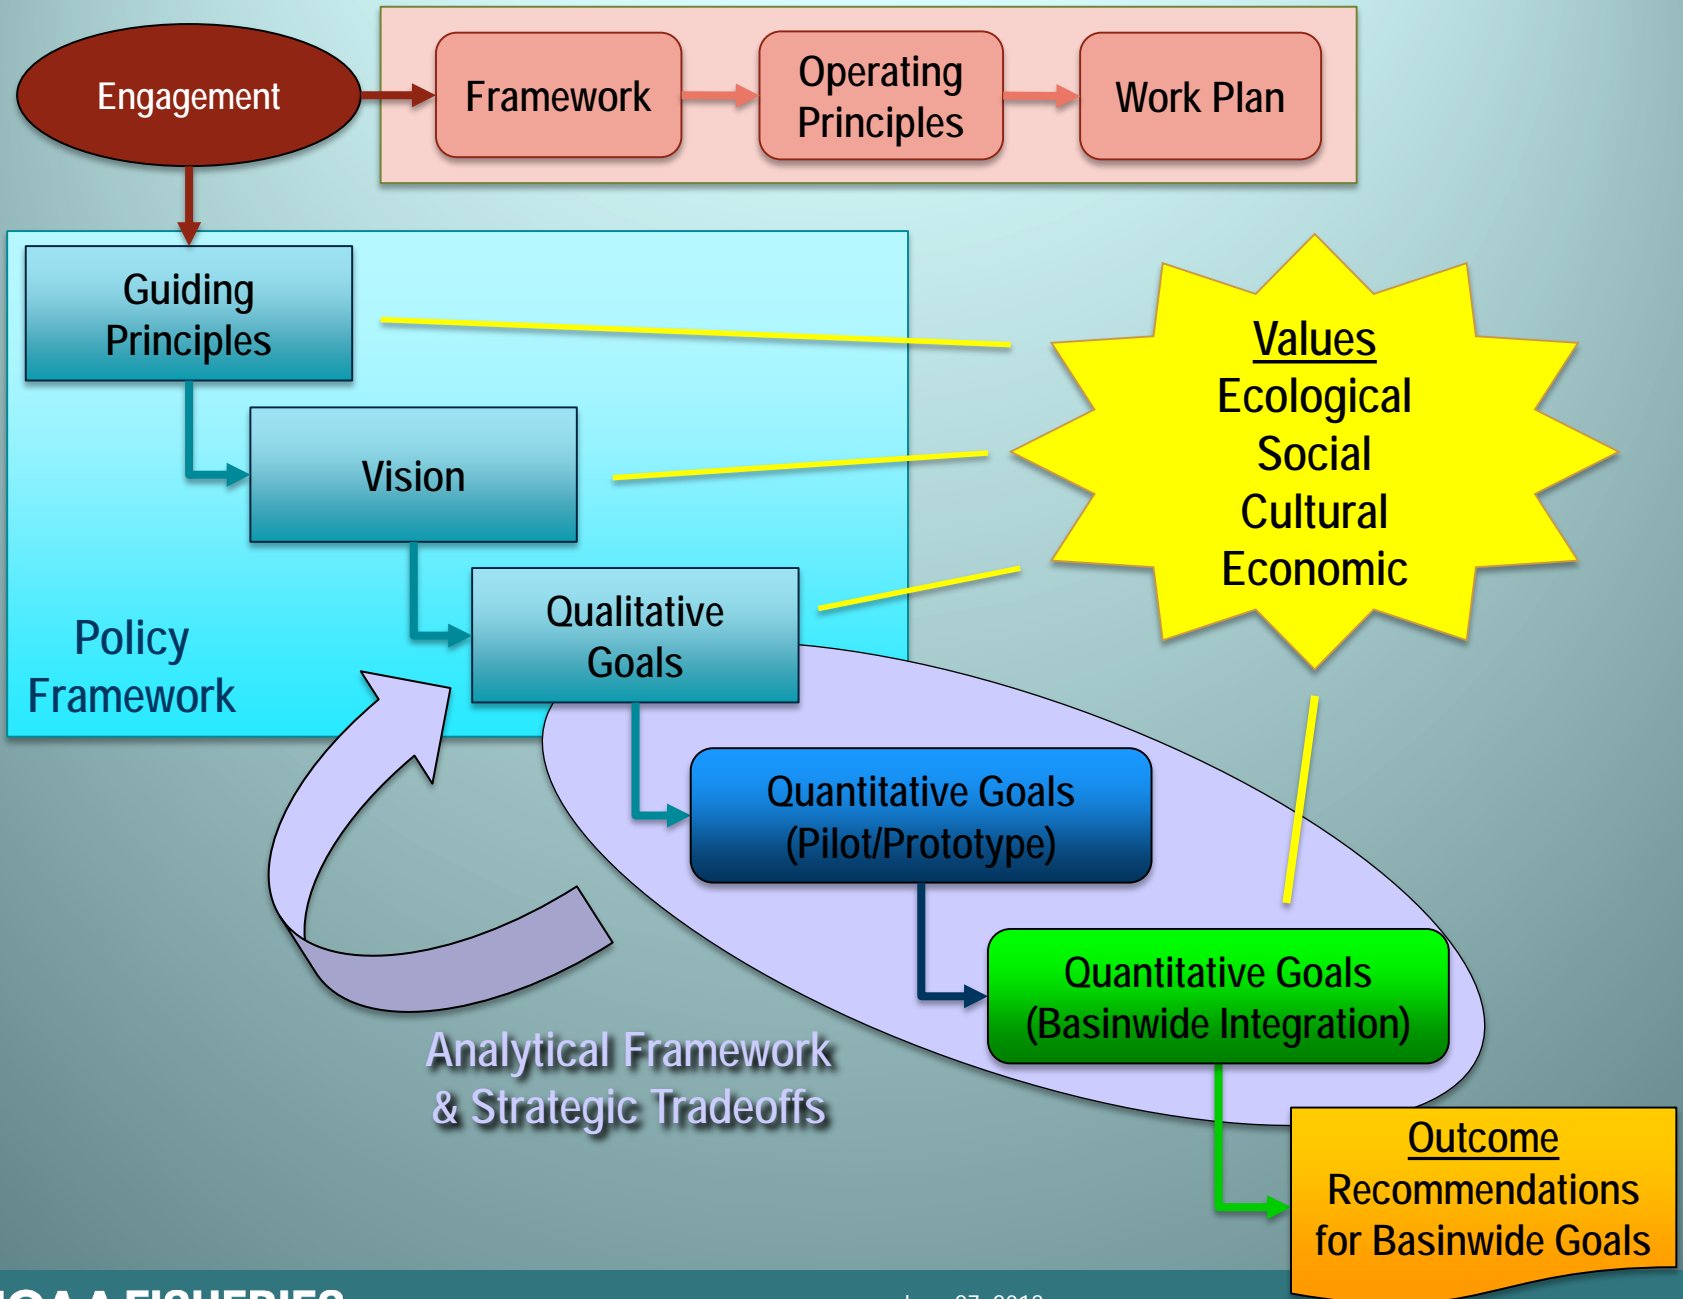 Engagement
Framework
Operating
Principles
Work Plan
Guiding
Principles
Vision
Qualitative
Goals
Policy
Framework
Values
Ecological
Social
Cultural
Economic
Quantitative Goals
(Pilot/Prototype)
Quantitative Goals
(Basinwide Integration)
Analytical Framework
& Strategic Tradeoffs
Outcome
Recommendations
for Basinwide Goals
FISHERIES